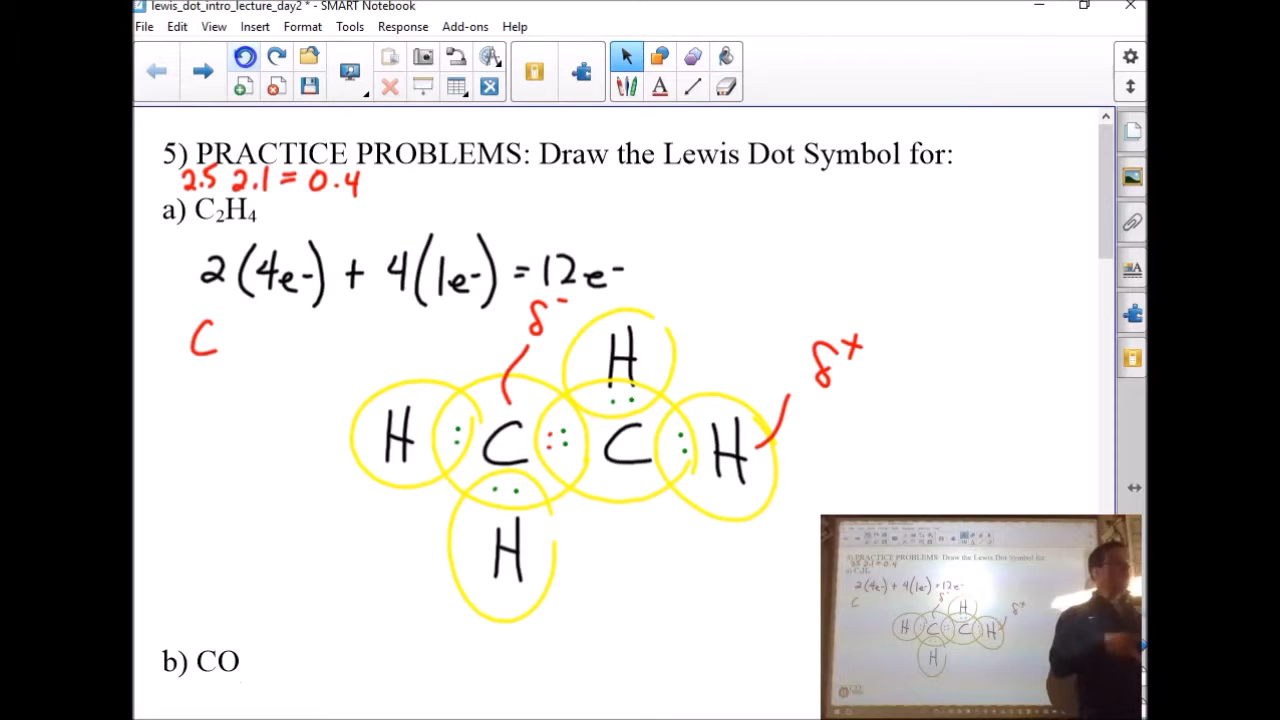 lewis_dot_intro_lecture_day2 * - SMART Notebook
File Edit View Insert Format Tools Response Add-ons Help
5) PRACTICE PROBLEMS: Draw the Lewis Dot Symbol for:
2.5 2.1 = 0.4
a) C₂H₄
2(4e-) + 4(1e-) = 12e-
C
δ-
H
δ+
H : C :: C : H
H
b) CO